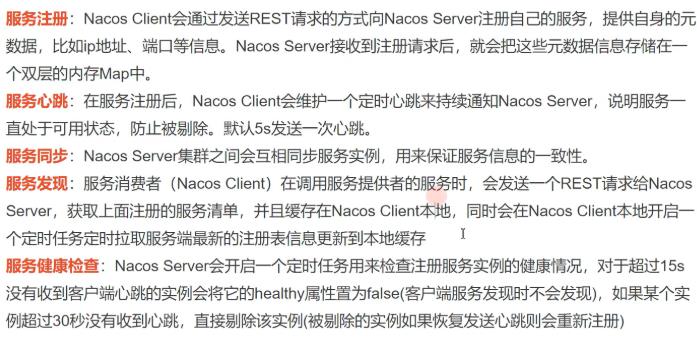 服务注册：Nacos Client会通过发送REST请求的方式向Nacos Server注册自己的服务，提供自身的元
数据，比如ip地址、端口等信息。Nacos Server接收到注册请求后，就会把这些元数据信息存储在一
个双层的内存Map中。
服务心跳：在服务注册后，Nacos Client会维护一个定时心跳来持续通知Nacos Server，说明服务一
直处于可用状态，防止被剔除。默认5s发送一次心跳。
服务同步：Nacos Server集群之间会互相同步服务实例，用来保证服务信息的一致性。
服务发现：服务消费者（Nacos Client）在调用服务提供者的服务时，会发送一个REST请求给Nacos
Server，获取上面注册的服务清单，并且缓存在Nacos Client本地，同时会在Nacos Client本地开启一
个定时任务定时拉取服务端最新的注册表信息更新到本地缓存
服务健康检查：Nacos Server会开启一个定时任务用来检查注册服务实例的健康情况，对于超过15s
没有收到客户端心跳的实例会将它的healthy属性置为false(客户端服务发现时不会发现)，如果某个实
例超过30秒没有收到心跳，直接剔除该实例(被剔除的实例如果恢复发送心跳则会重新注册)